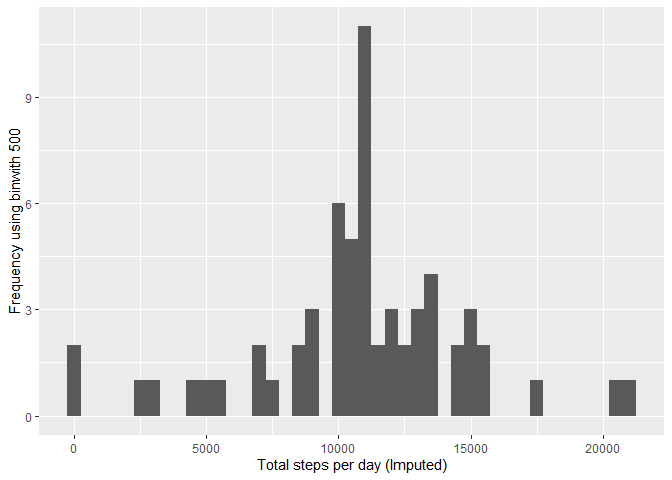 Frequency using binwith 500
9
6
3
0
0 5000 10000 15000 20000
Total steps per day (Imputed)